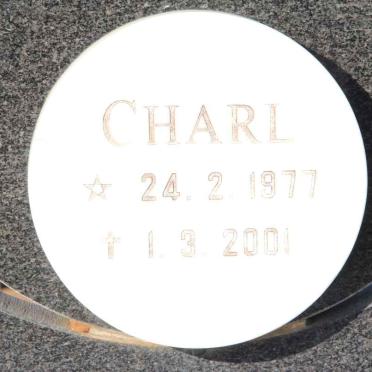 CHARL
☆ 24. 2. 1977
† 1. 3. 2001